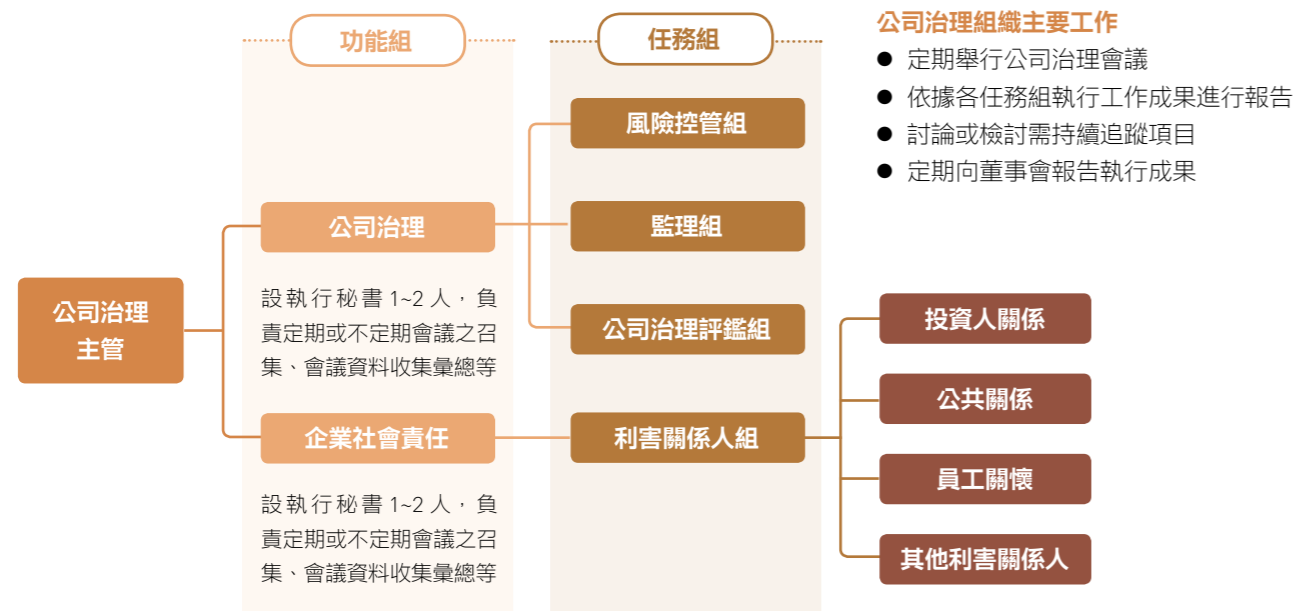 功能組
任務組
公司治理組織主要工作
● 定期舉行公司治理會議
● 依據各任務組執行工作成果進行報告
● 討論或檢討需持續追蹤項目
● 定期向董事會報告執行成果
公司治理
主管
公司治理
設執行秘書 1~2 人，負
責定期或不定期會議之召
集、會議資料收集彙總等
企業社會責任
設執行秘書 1~2 人，負
責定期或不定期會議之召
集、會議資料收集彙總等
風險控管組
監理組
公司治理評鑑組
利害關係人組
投資人關係
公共關係
員工關懷
其他利害關係人